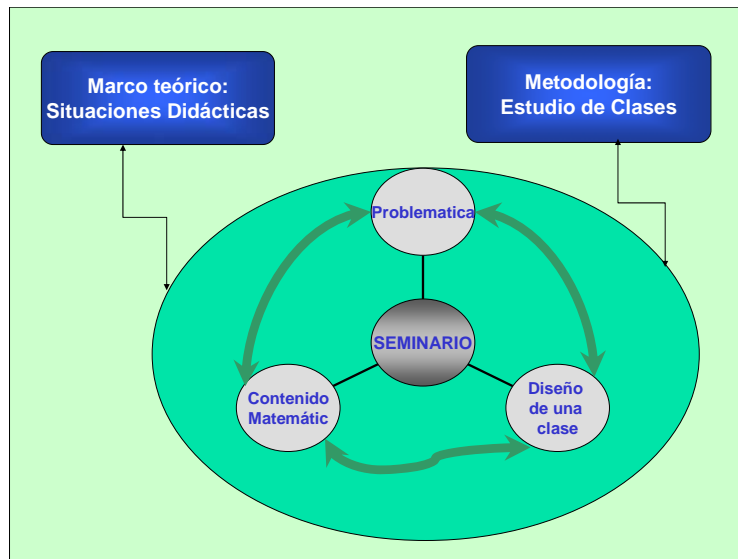 Marco teórico:
Situaciones Didácticas
Metodología:
Estudio de Clases
Problematica
SEMINARIO
Contenido
Matemátic
Diseño
de una
clase